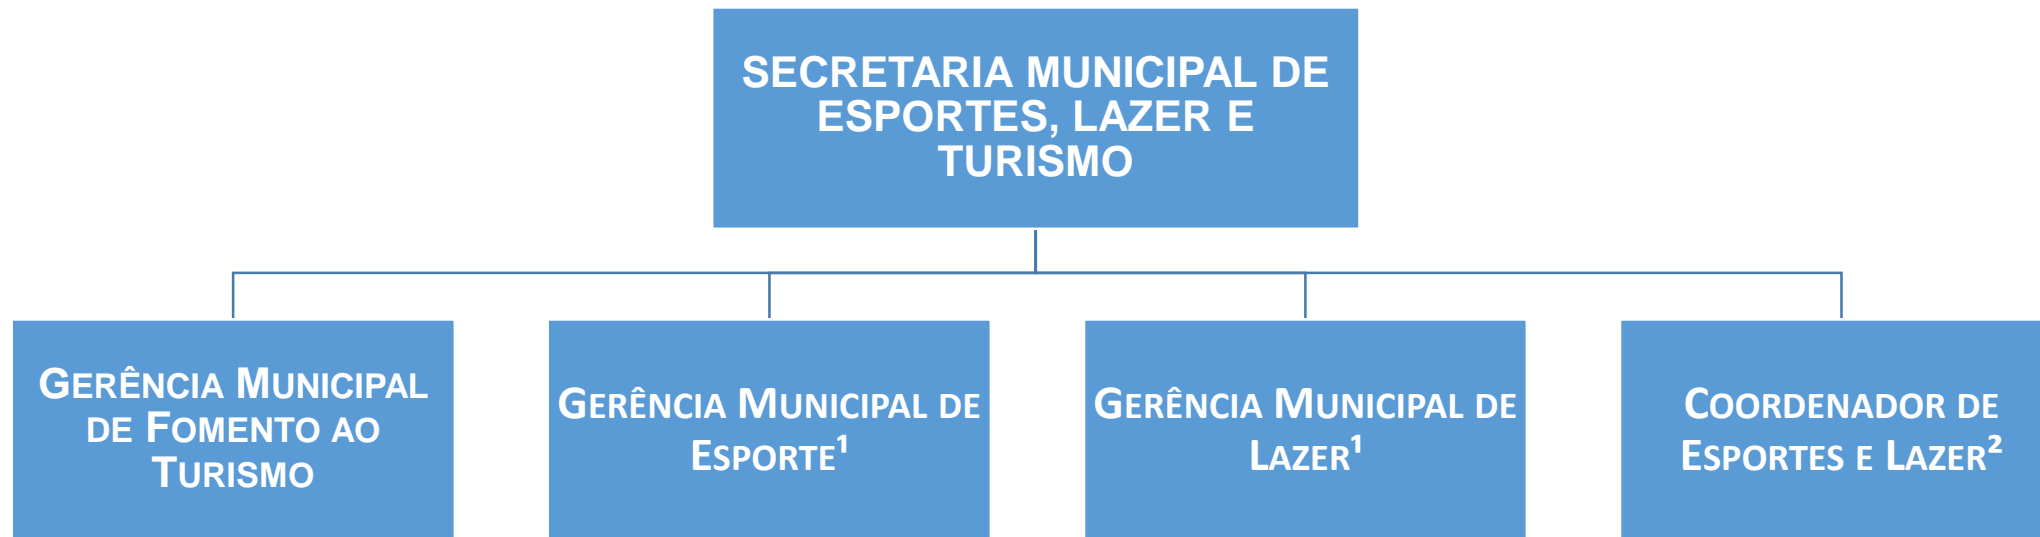 SECRETARIA MUNICIPAL DE
ESPORTES, LAZER E
TURISMO
GERÊNCIA MUNICIPAL
DE FOMENTO AO
TURISMO
GERÊNCIA MUNICIPAL DE
ESPORTE¹
GERÊNCIA MUNICIPAL DE
LAZER¹
COORDENADOR DE
ESPORTES E LAZER²